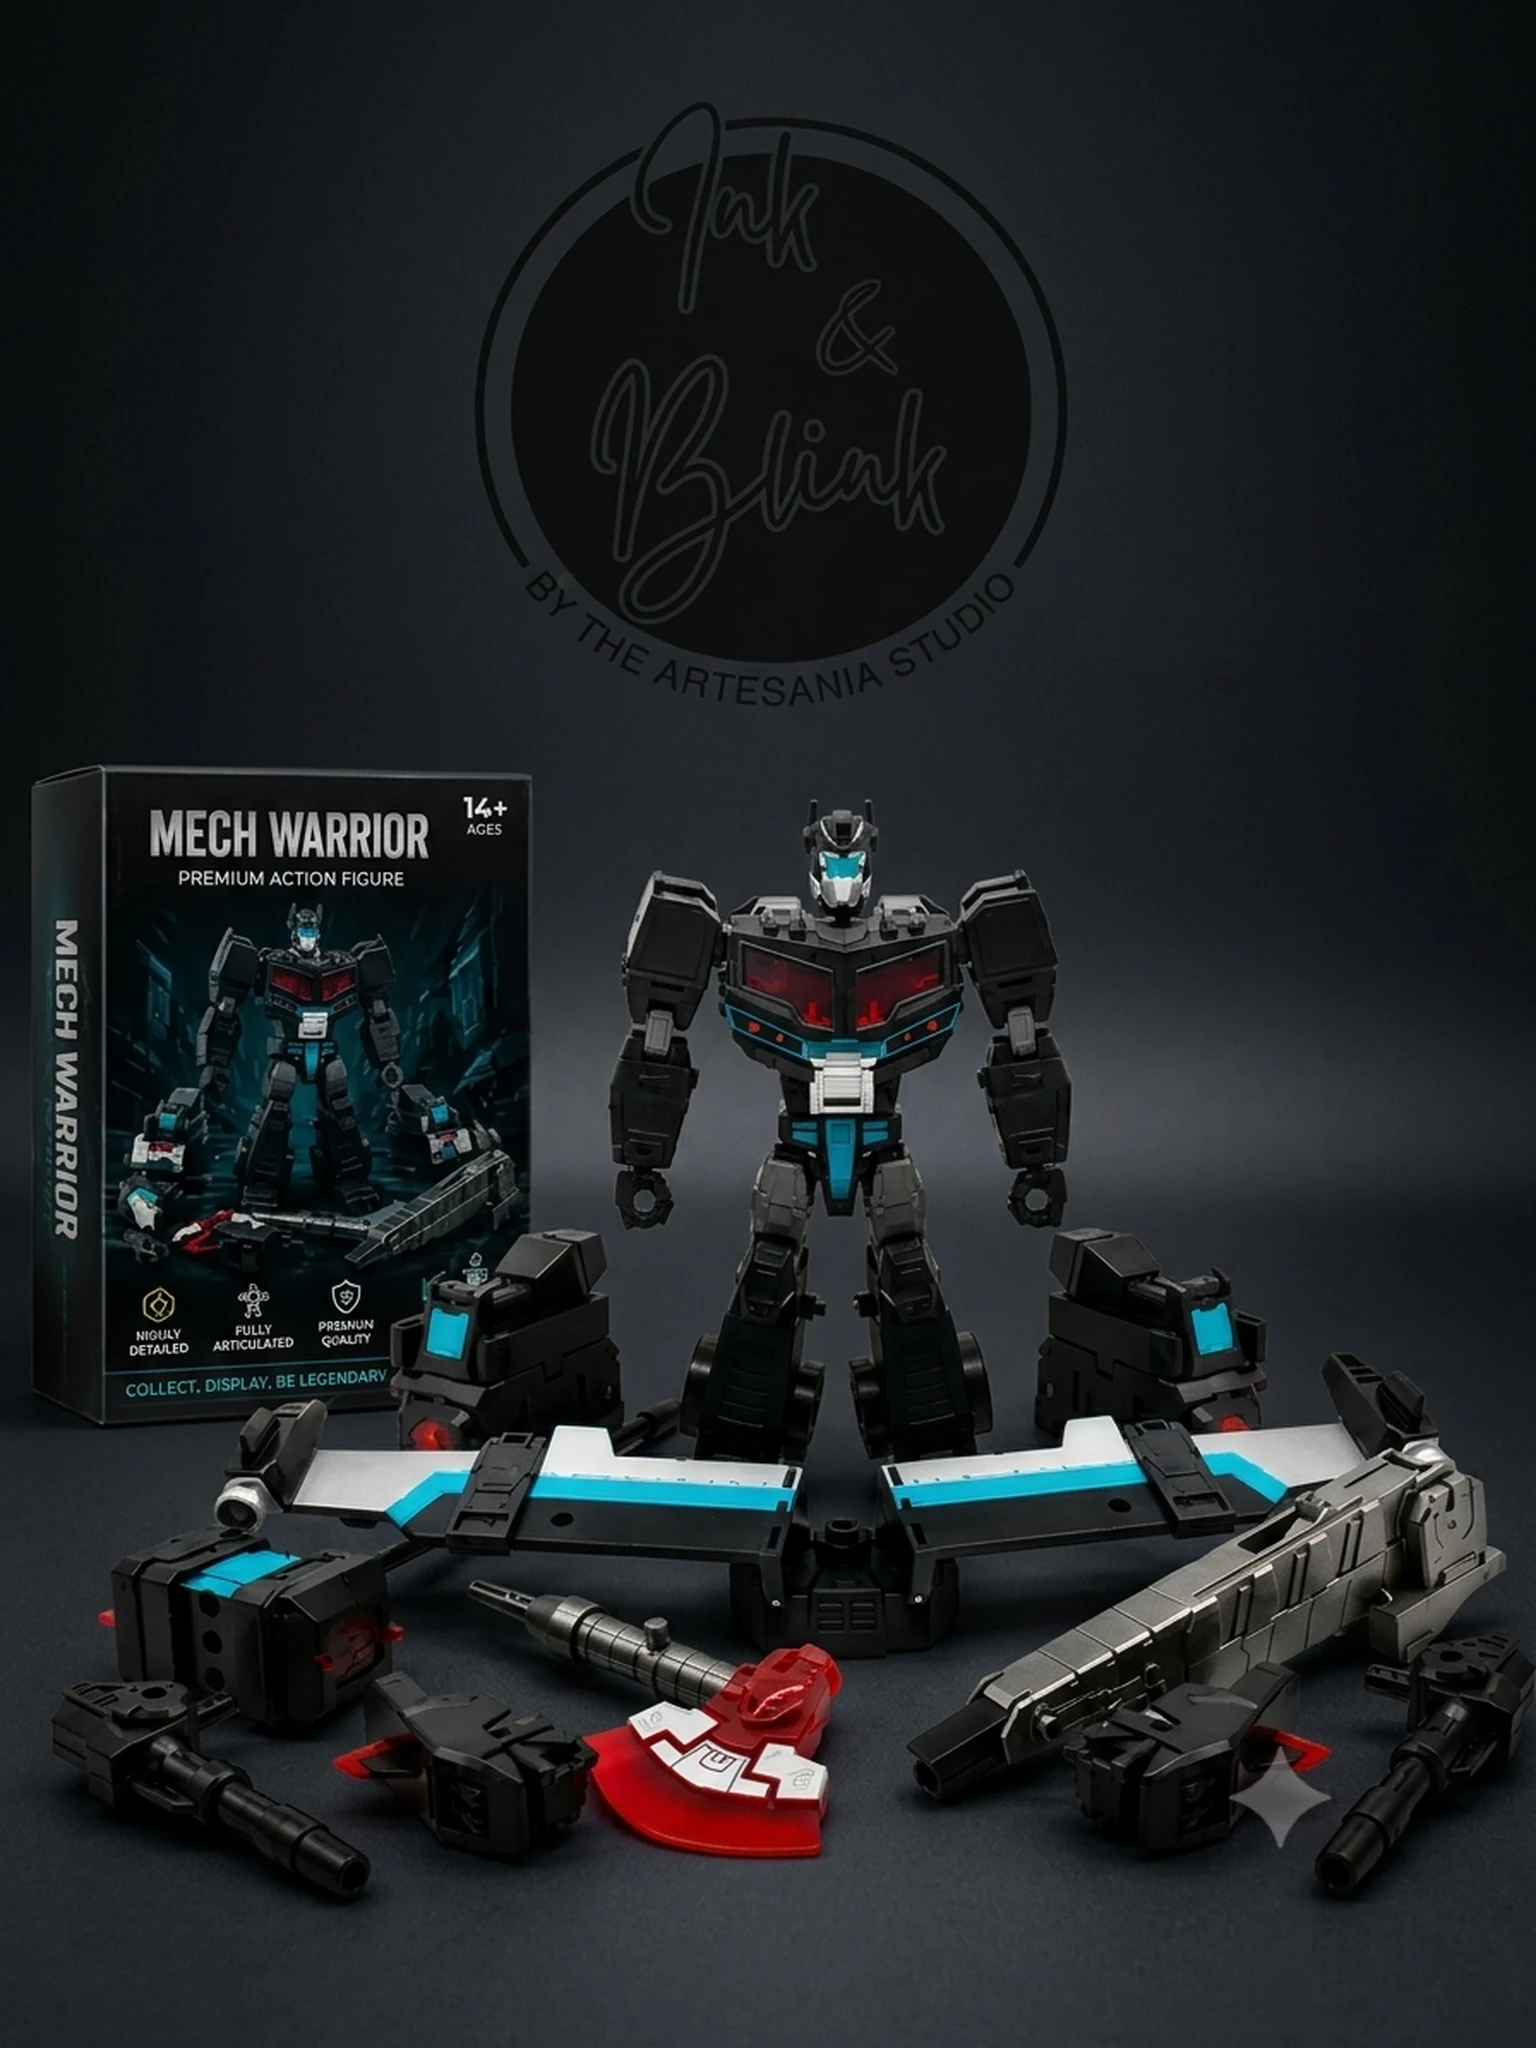 Ink
&
Blink
BY THE ARTESANIA STUDIO
MECH WARRIOR
14+
AGES
PREMIUM ACTION FIGURE
MECH WARRIOR
NIGULY
DETAILED
FULLY
ARTICULATED
PRESNUN
QOALITY
COLLECT, DISPLAY, BE LEGENDARY